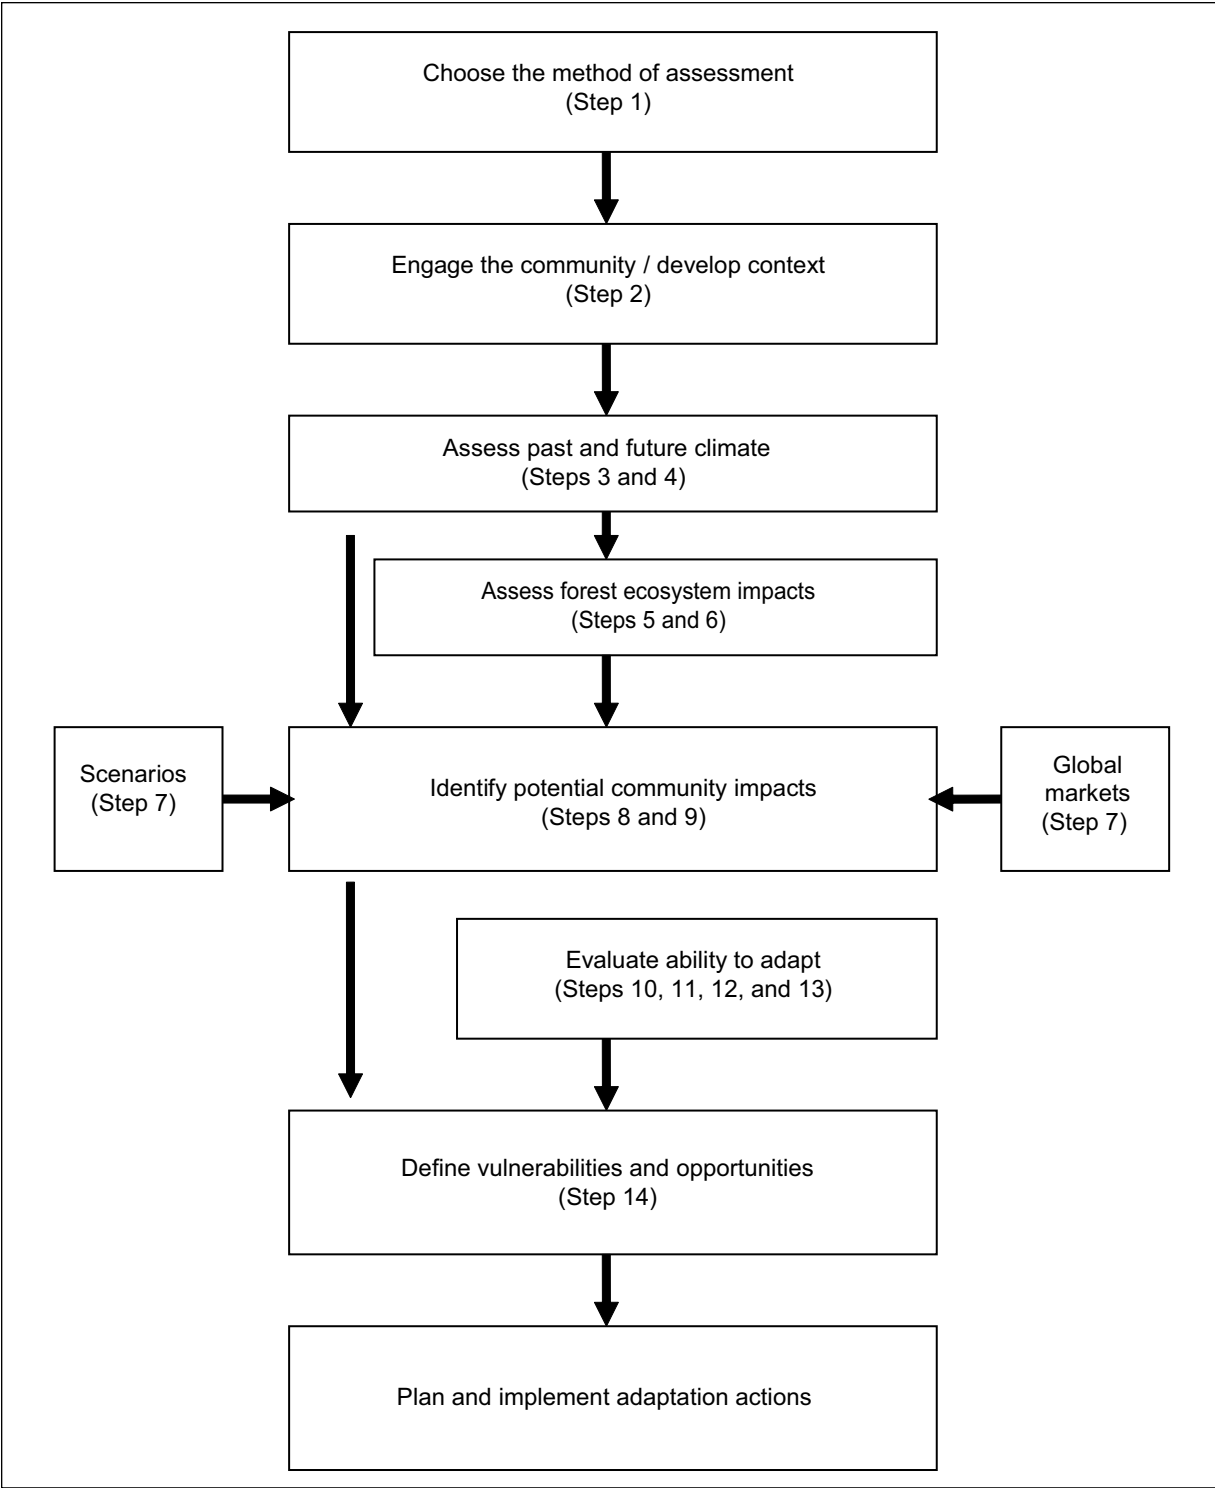 Choose the method of assessment
(Step 1)
Engage the community / develop context
(Step 2)
Assess past and future climate
(Steps 3 and 4)
Assess forest ecosystem impacts
(Steps 5 and 6)
Scenarios
(Step 7)
Identify potential community impacts
(Steps 8 and 9)
Global
markets
(Step 7)
Evaluate ability to adapt
(Steps 10, 11, 12, and 13)
Define vulnerabilities and opportunities
(Step 14)
Plan and implement adaptation actions